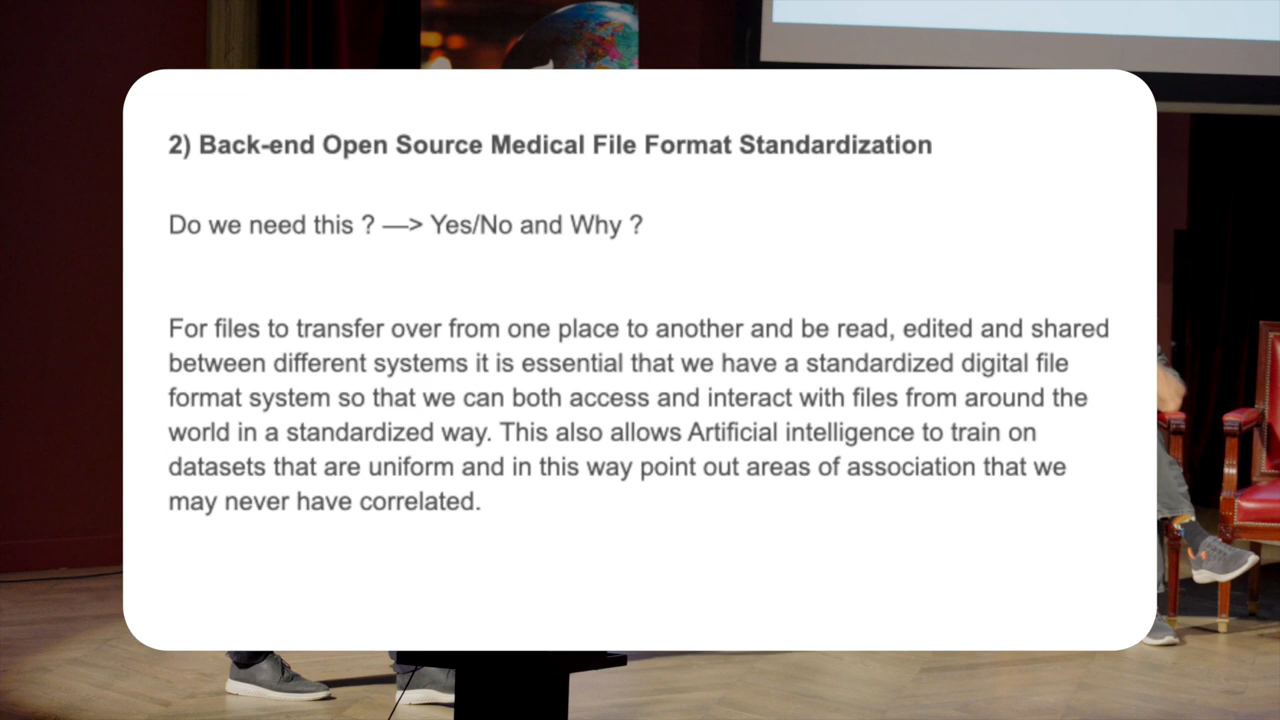 2) Back-end Open Source Medical File Format Standardization
Do we need this ? —> Yes/No and Why ?
For files to transfer over from one place to another and be read, edited and shared
between different systems it is essential that we have a standardized digital file
format system so that we can both access and interact with files from around the
world in a standardized way. This also allows Artificial intelligence to train on
datasets that are uniform and in this way point out areas of association that we
may never have correlated.